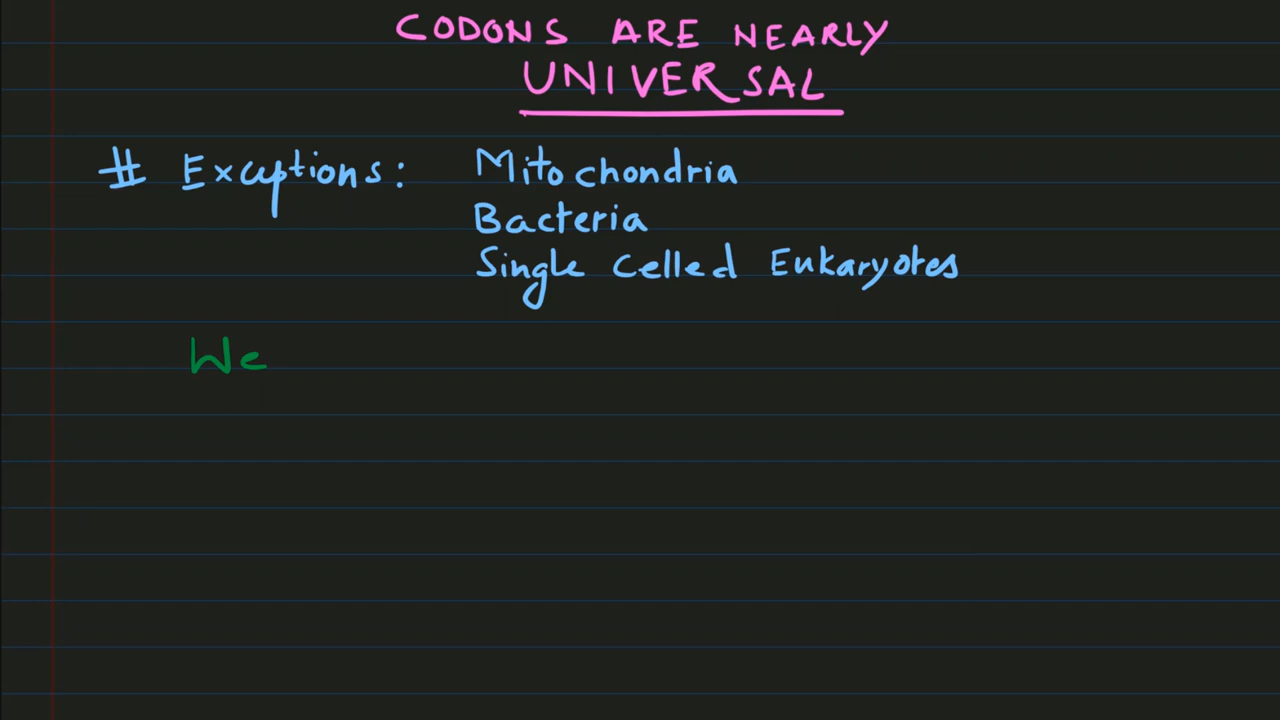 CODONS ARE NEARLY
UNIVERSAL
# Exceptions: Mitochondria
Bacteria
Single Celled Eukaryotes
We